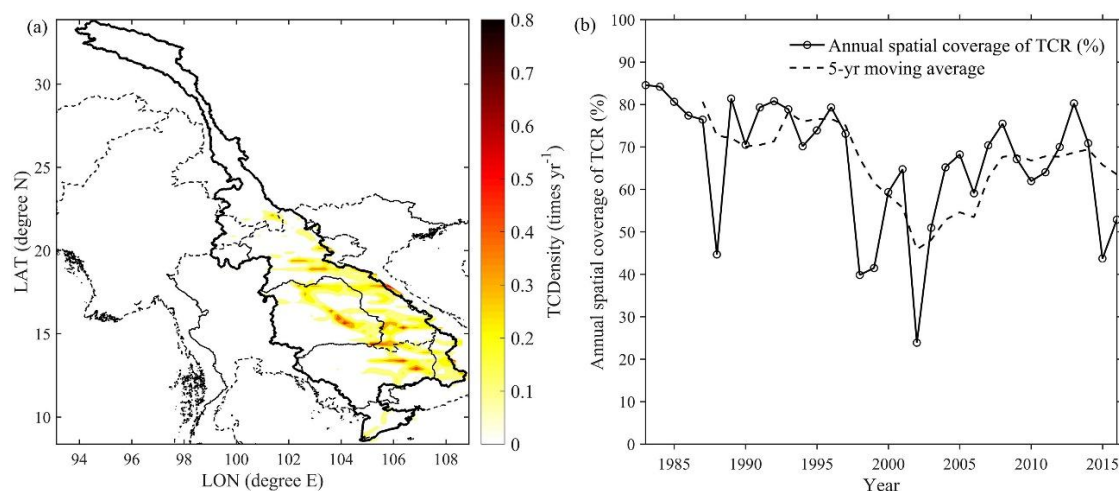 (a)
30
25
20
15
10
LAT (degree N)
94 96 98 100 102 104 106 108
LON (degree E)
0.8
0.7
0.6
0.5
0.4
0.3
0.2
0.1
0
TCDensity (times yr⁻¹)
(b)
Annual spatial coverage of TCR (%)
5-yr moving average
100
90
80
70
60
50
40
30
20
10
0
Annual spatial coverage of TCR (%)
1985 1990 1995 2000 2005 2010 2015
Year